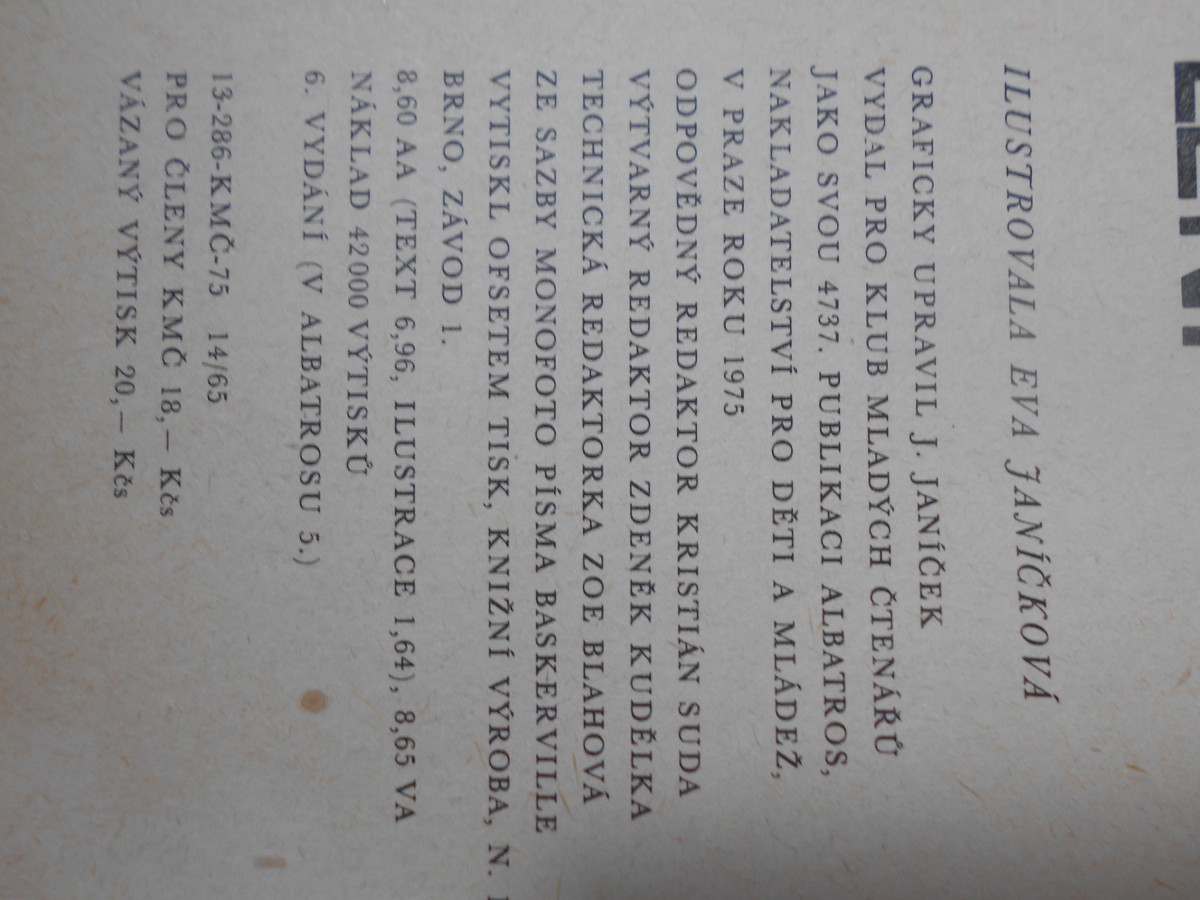 ILUSTROVALA EVA JANÍČKOVÁ
GRAFICKY UPRAVIL J. JANÍČEK
VYDAL PRO KLUB MLADÝCH ČTENÁŘŮ
JAKO SVOU 4737. PUBLIKACI ALBATROS,
NAKLADATELSTVÍ PRO DĚTI A MLÁDEŽ,
V PRAZE ROKU 1975
ODPOVĚDNÝ REDAKTOR KRISTIÁN SUDA
VÝTVARNÝ REDAKTOR ZDENĚK KUDĚLKA
TECHNICKÁ REDAKTORKA ZOE BLAHOVÁ
ZE SAZBY MONOFOTO PÍSMA BASKERVILLE
VYTISKL OFSETEM TISK, KNIŽNÍ VÝROBA, N.
BRNO, ZÁVOD 1.
8,60 AA (TEXT 6,96, ILUSTRACE 1,64), 8,65 VA
NÁKLAD 42000 VÝTISKŮ
6. VYDÁNÍ (V ALBATROSU 5.)
13-286-KMČ-75 14/65
PRO ČLENY KMČ 18,— Kčs
VÁZANÝ VÝTISK 20,— Kčs